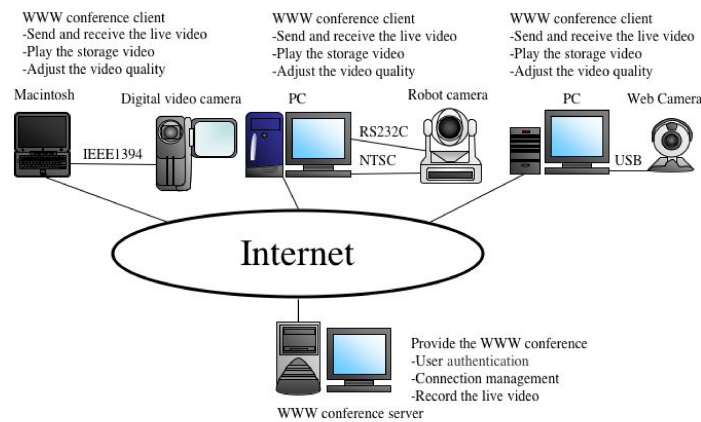 WWW conference client
-Send and receive the live video
-Play the storage video
-Adjust the video quality
WWW conference client
-Send and receive the live video
-Play the storage video
-Adjust the video quality
WWW conference client
-Send and receive the live video
-Play the storage video
-Adjust the video quality
Macintosh
Digital video camera
PC
Robot camera
PC
Web Camera
IEEE1394
RS232C
NTSC
USB
Internet
Provide the WWW conference
-User authentication
-Connection management
-Record the live video
WWW conference server